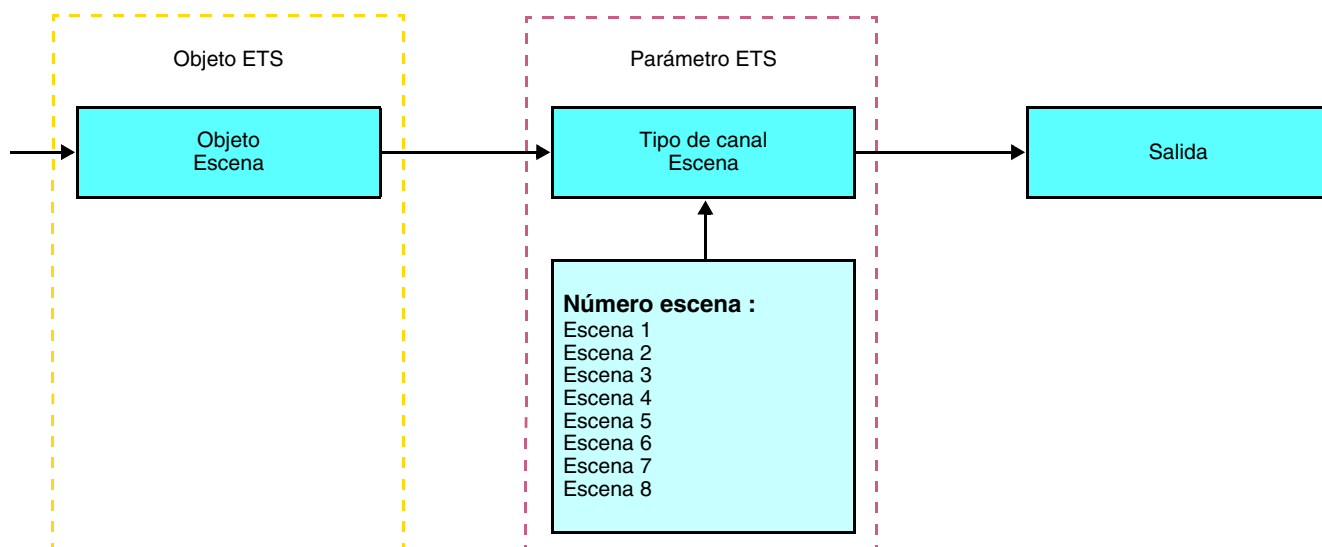 Objeto ETS
Parámetro ETS
Objeto
Escena
Tipo de canal
Escena
Salida
Número escena :
Escena 1
Escena 2
Escena 3
Escena 4
Escena 5
Escena 6
Escena 7
Escena 8